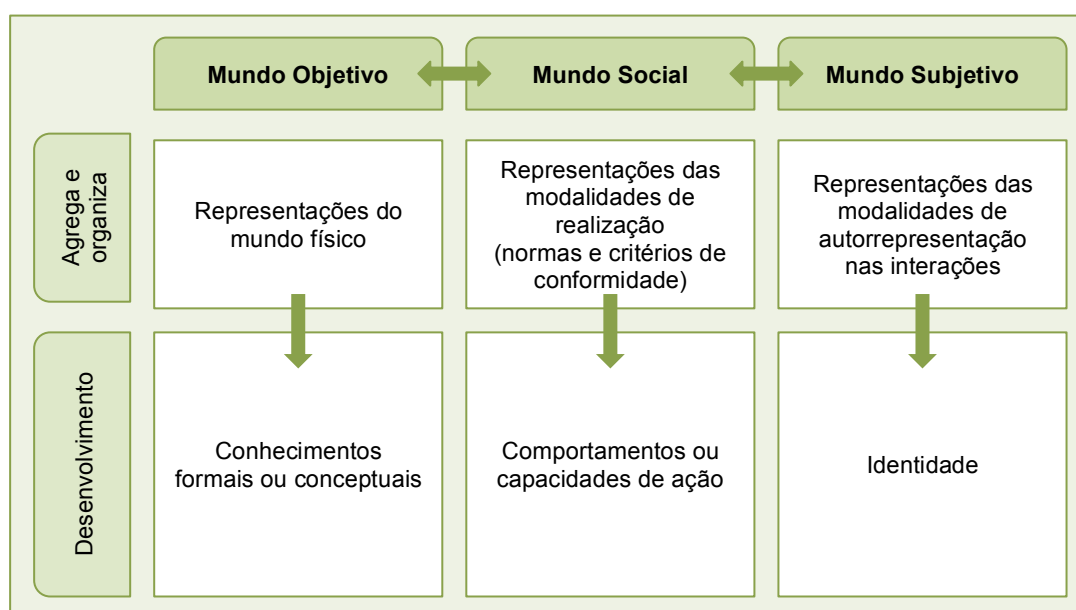 Mundo Objetivo
Mundo Social
Mundo Subjetivo
Agrega e
organiza
Representações do
mundo físico
Representações das
modalidades de
realização
(normas e critérios de
conformidade)
Representações das
modalidades de
autorrepresentação
nas interações
Desenvolvimento
Conhecimentos
formais ou conceptuais
Comportamentos ou
capacidades de ação
Identidade